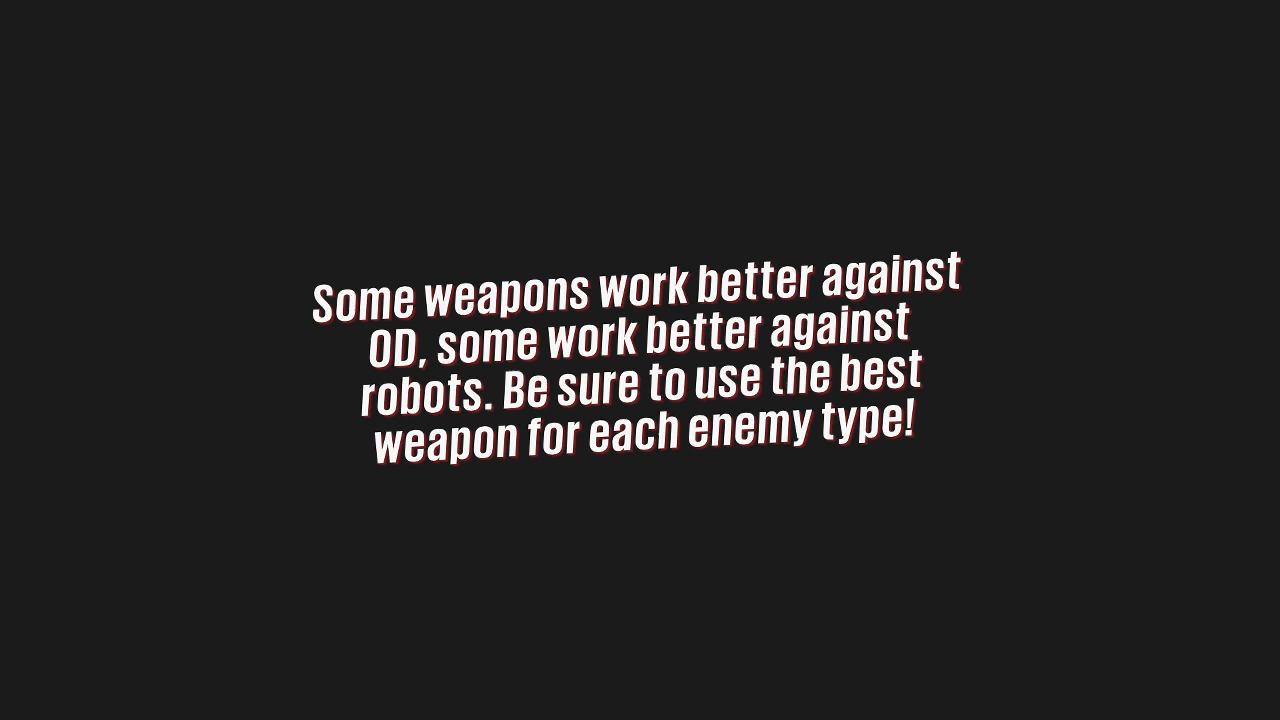 Some weapons work better against
OD, some work better against
robots. Be sure to use the best
weapon for each enemy type!